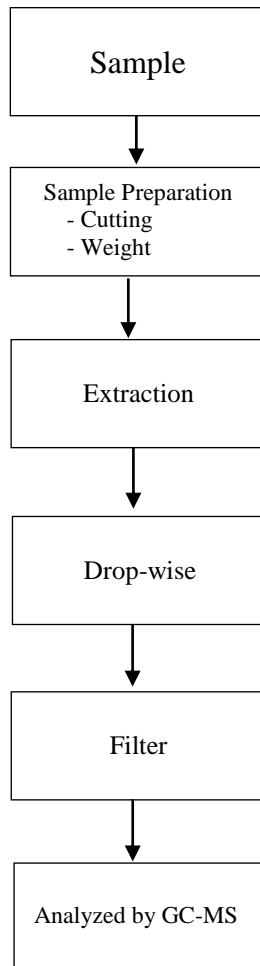 Sample
Sample Preparation
- Cutting
- Weight
Extraction
Drop-wise
Filter
Analyzed by GC-MS